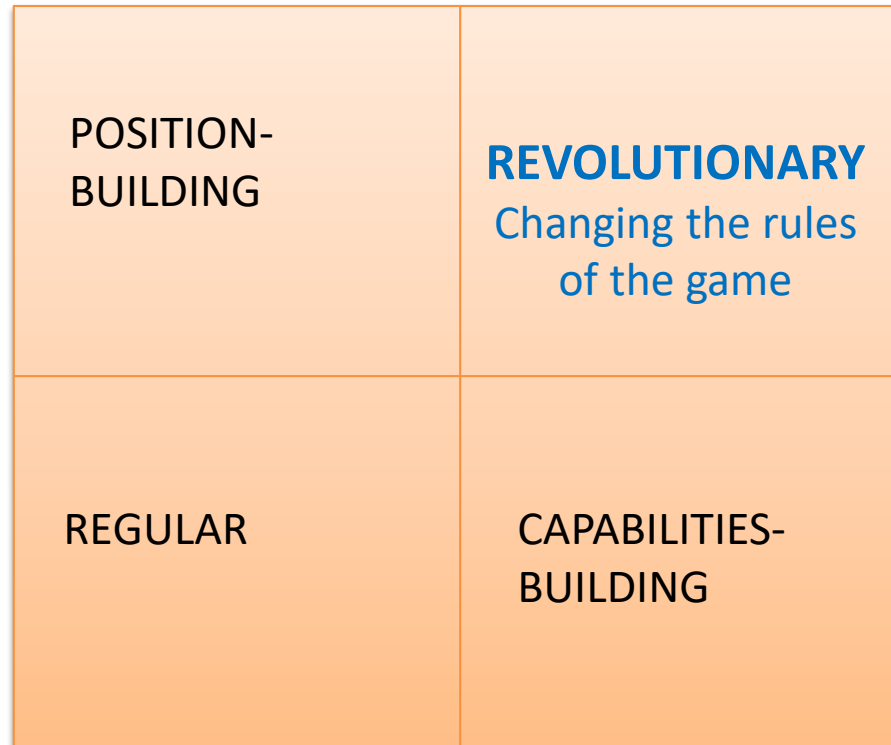 POSITION-
BUILDING
REVOLUTIONARY
Changing the rules
of the game
REGULAR
CAPABILITIES-
BUILDING